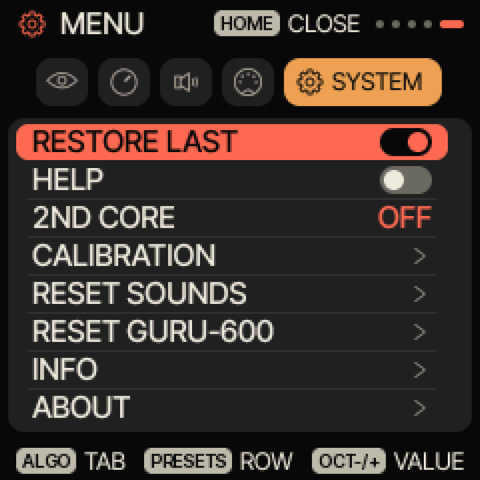 MENU HOME CLOSE
SYSTEM
RESTORE LAST
HELP
2ND CORE OFF
CALIBRATION
RESET SOUNDS
RESET GURU-600
INFO
ABOUT
ALGO TAB PRESETS ROW OCT-/+ VALUE